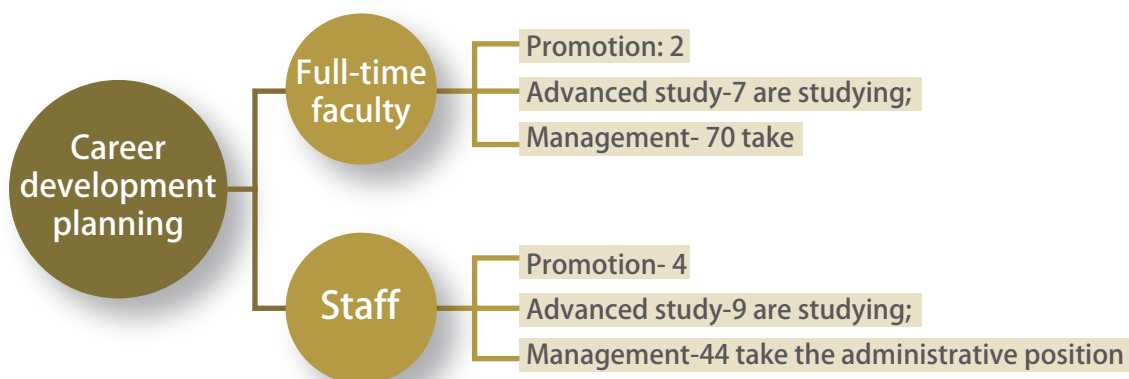 Career
development
planning
Full-time
faculty
Promotion: 2
Advanced study-7 are studying;
Management- 70 take
Staff
Promotion- 4
Advanced study-9 are studying;
Management-44 take the administrative position